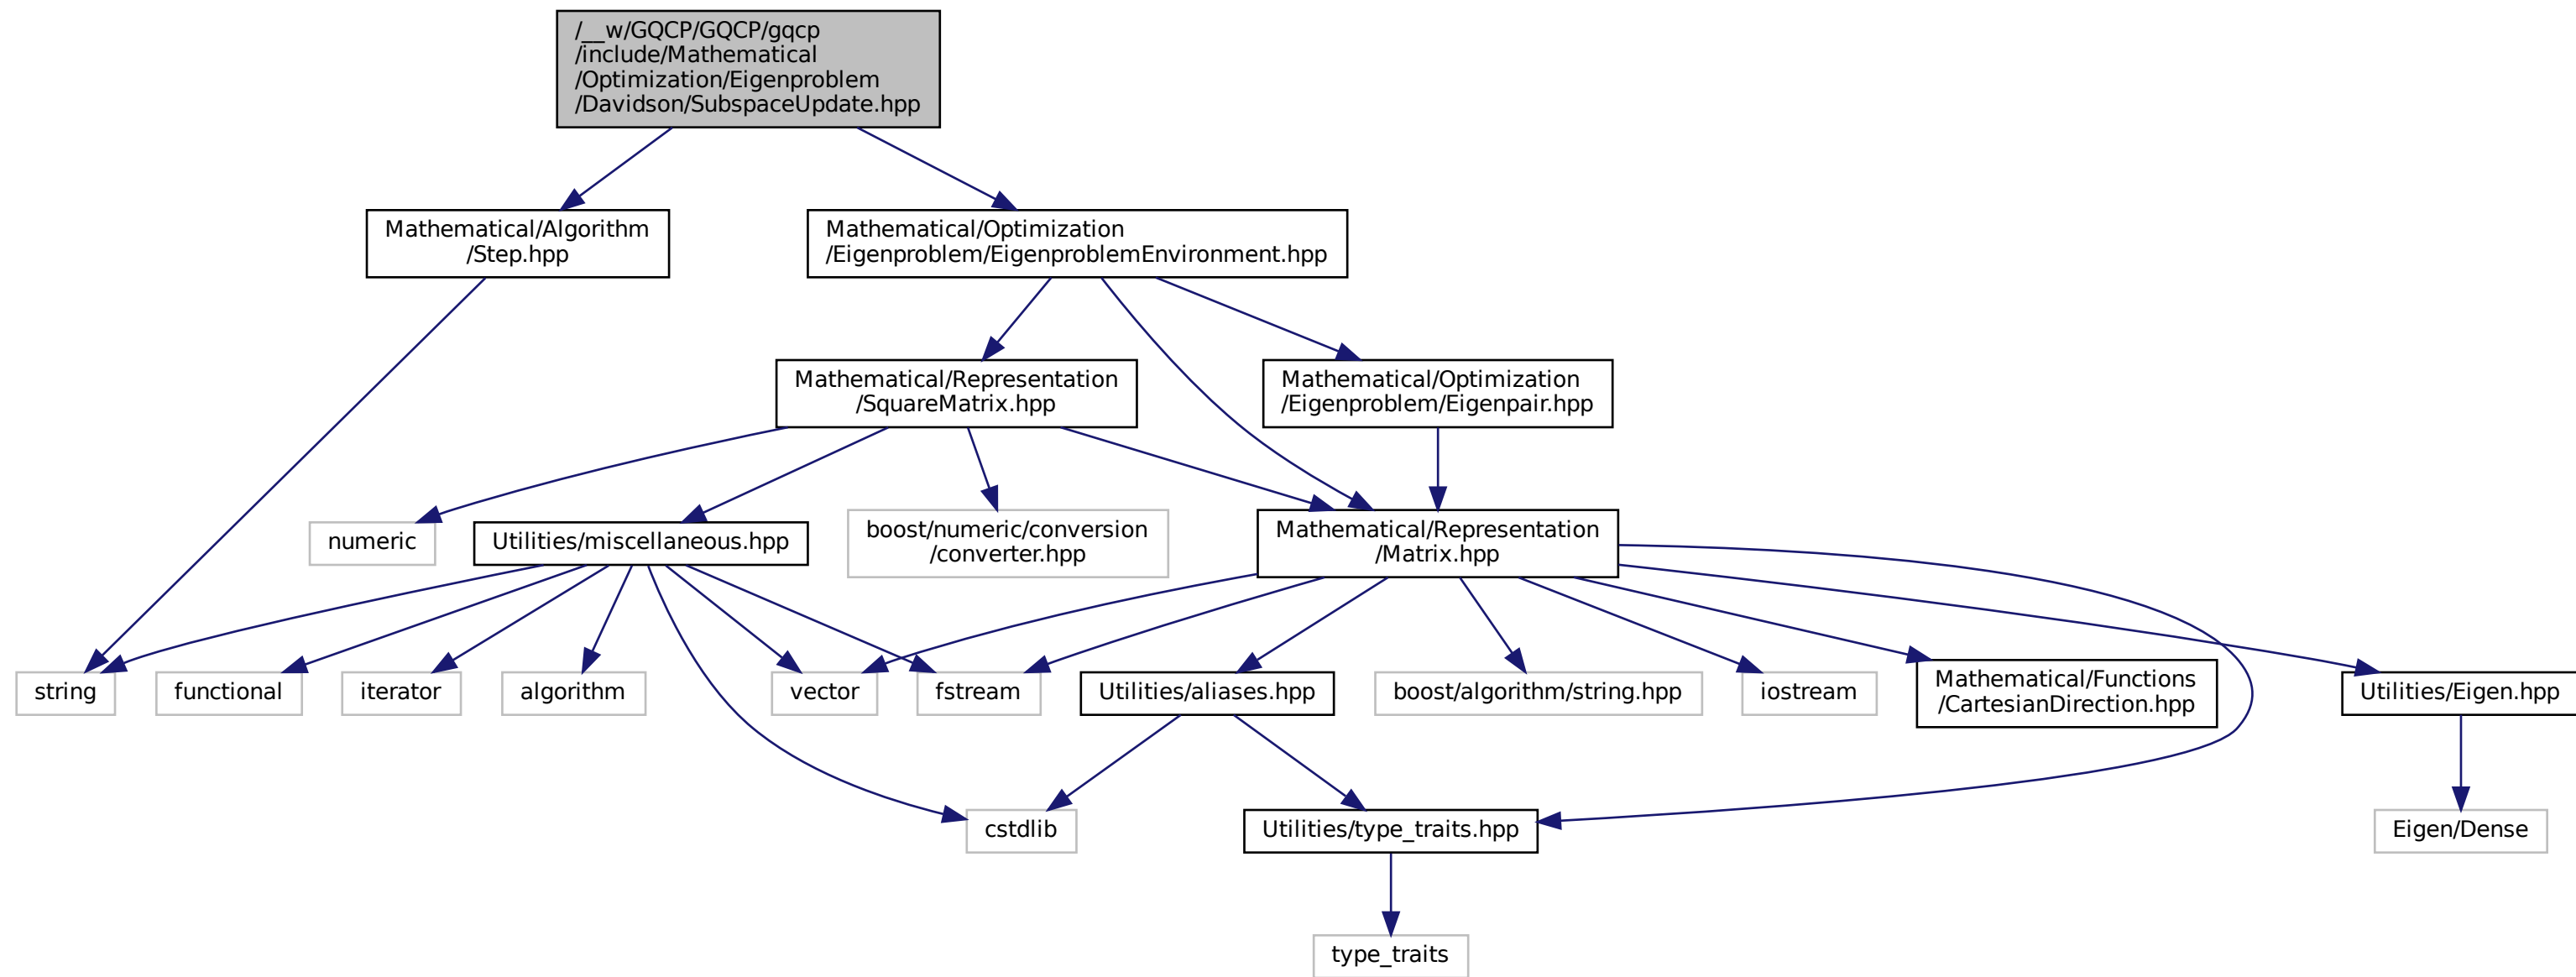 /__w/GQCP/GQCP/gqcp
/include/Mathematical
/Optimization/Eigenproblem
/Davidson/SubspaceUpdate.hpp
Mathematical/Algorithm
/Step.hpp
Mathematical/Optimization
/Eigenproblem/EigenproblemEnvironment.hpp
Mathematical/Representation
/SquareMatrix.hpp
Mathematical/Optimization
/Eigenproblem/Eigenpair.hpp
numeric
Utilities/miscellaneous.hpp
boost/numeric/conversion
/converter.hpp
Mathematical/Representation
/Matrix.hpp
string
functional
iterator
algorithm
vector
fstream
Utilities/aliases.hpp
boost/algorithm/string.hpp
iostream
Mathematical/Functions
/CartesianDirection.hpp
Utilities/Eigen.hpp
cstdlib
Utilities/type_traits.hpp
Eigen/Dense
type_traits